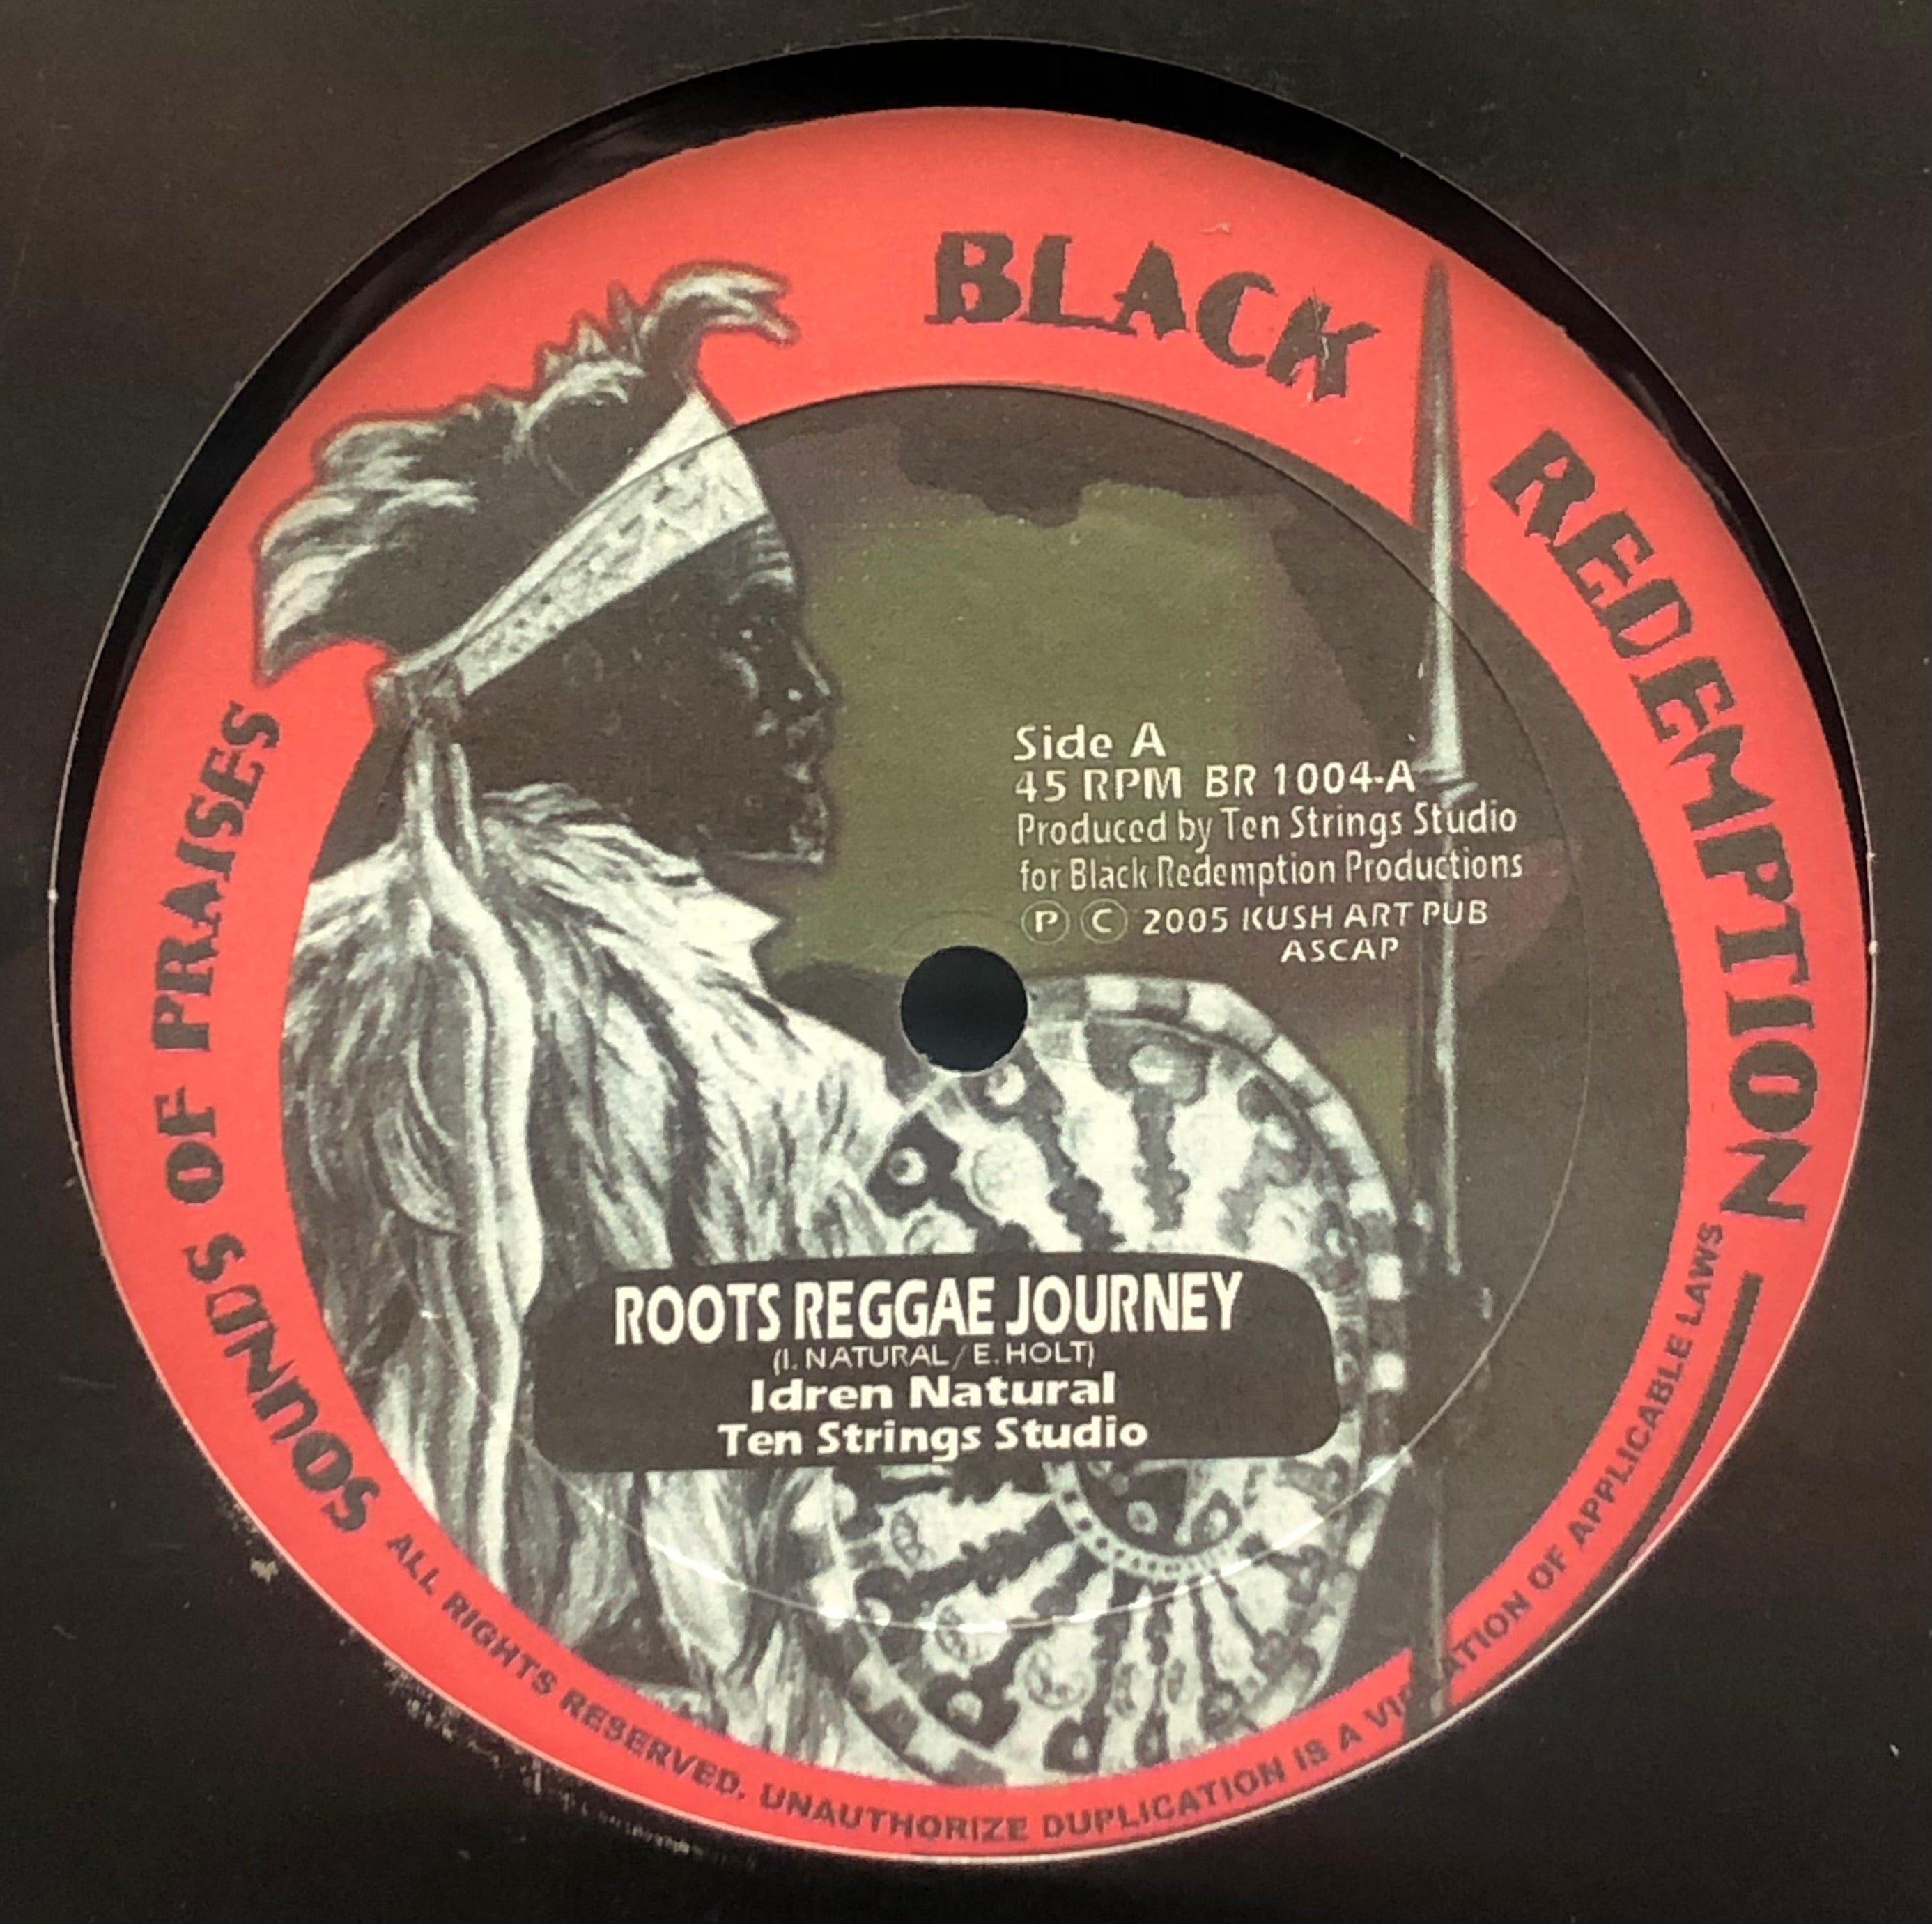 SOUNDS OF PRAISES
BLACK REDEMPTION
Side A
45 RPM BR 1004-A
Produced by Ten Strings Studio
for Black Redemption Productions
Ⓟ Ⓒ 2005 KUSH ART PUB
ASCAP
ROOTS REGGAE JOURNEY
(I. NATURAL / E. HOLT)
Idren Natural
Ten Strings Studio
ALL RIGHTS RESERVED. UNAUTHORIZE DUPLICATION IS A VIOLATION OF APPLICABLE LAWS